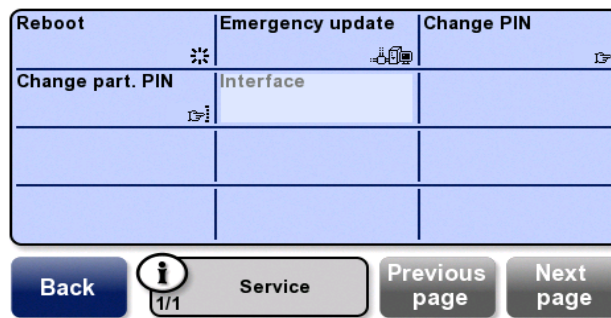 Reboot
Emergency update
Change PIN
Change part. PIN
Interface
Back
i
1/1
Service
Previous
page
Next
page